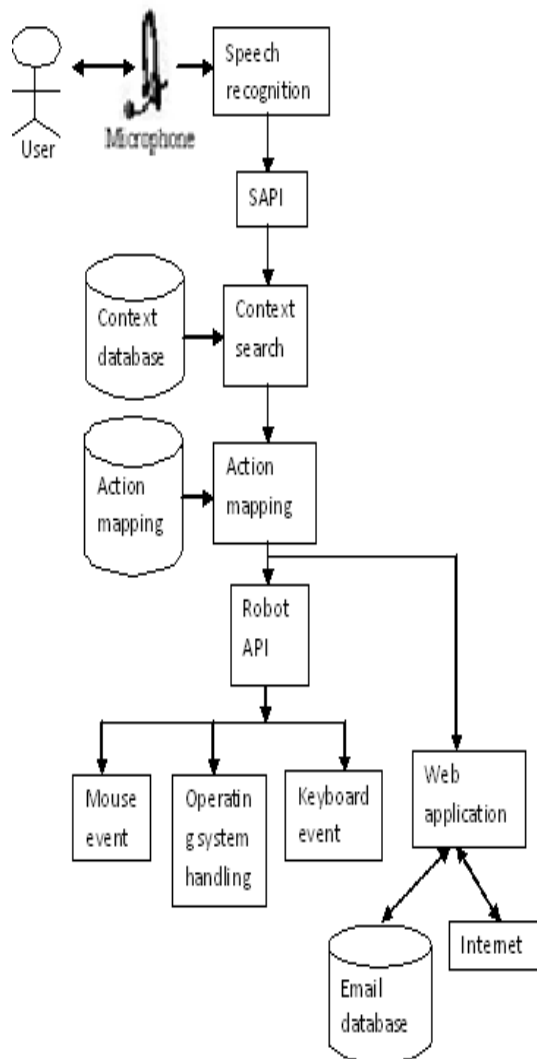 Speech
recognition
User
Microphone
SAPI
Context
database
Context
search
Action
mapping
Action
mapping
Robot
API
Mouse
event
Operatin
g system
handling
Keyboard
event
Web
application
Email
database
Internet